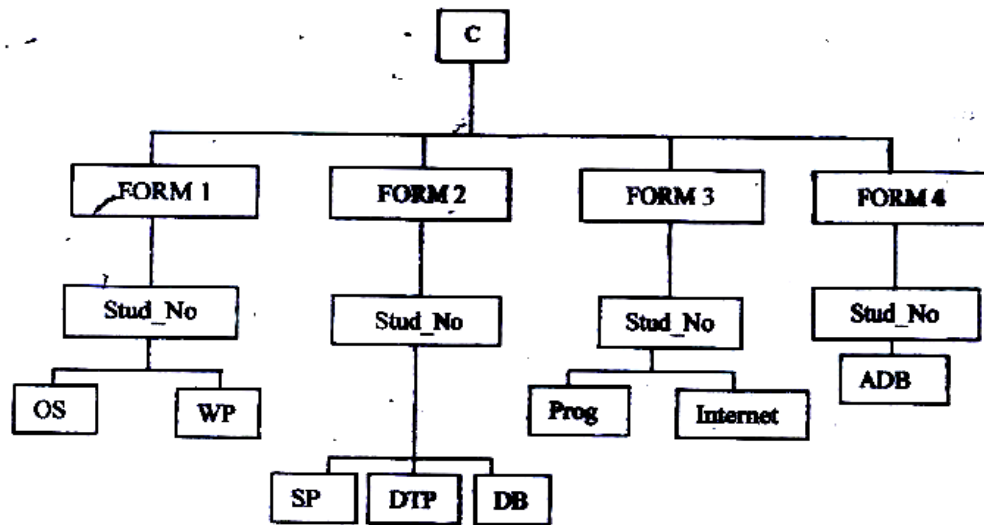 C
FORM 1 FORM 2 FORM 3 FORM 4
Stud_No Stud_No Stud_No Stud_No
OS WP Prog Internet ADB
SP DTP DB